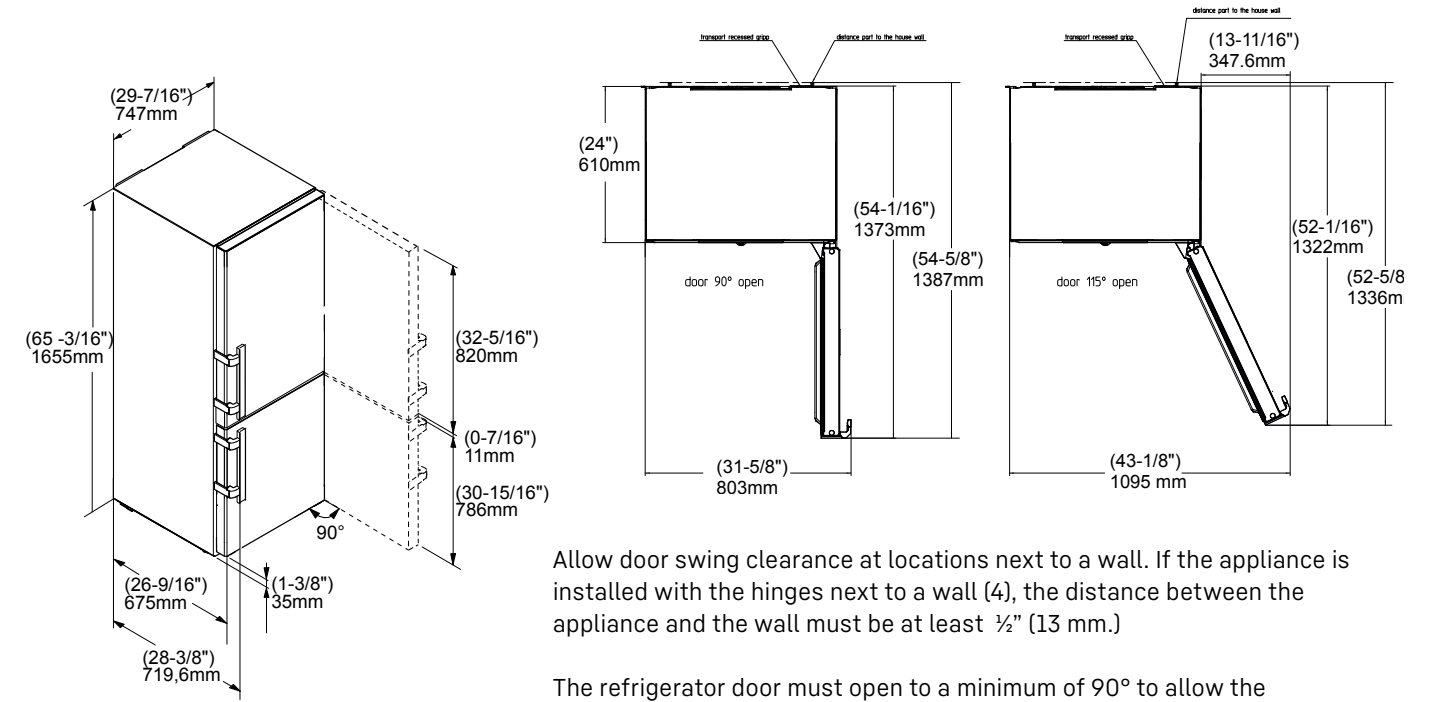 (29-7/16")
747mm
(65 -3/16")
1655mm
(32-5/16")
820mm
(0-7/16")
11mm
(30-15/16")
786mm
90°
(26-9/16")
675mm
(1-3/8")
35mm
(28-3/8")
719,6mm
transport recessed gripp
distance part to the house wall
(24")
610mm
(54-1/16")
1373mm
(54-5/8")
1387mm
door 90° open
(31-5/8")
803mm
distance part to the house wall
transport recessed gripp
(13-11/16")
347.6mm
(52-1/16")
1322mm
(52-5/8
1336m
door 115° open
(43-1/8")
1095 mm
Allow door swing clearance at locations next to a wall. If the appliance is
installed with the hinges next to a wall (4), the distance between the
appliance and the wall must be at least ½” (13 mm.)
The refrigerator door must open to a minimum of 90° to allow the